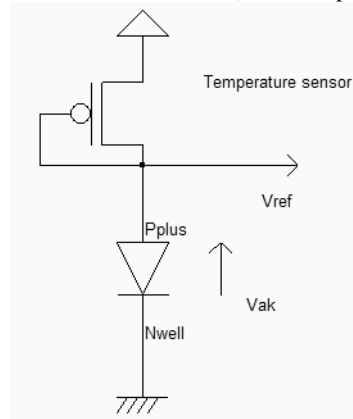 Temperature sensor
Vref
Pplus
Vak
Nwell